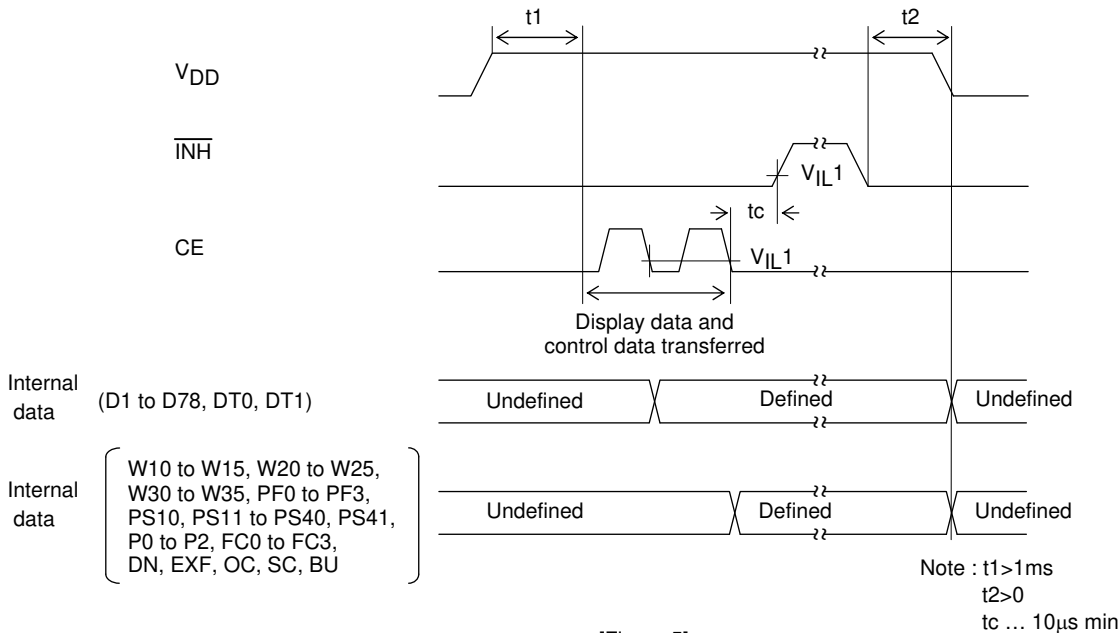 t1
t2
VDD
INH
VIL1
tc
CE
VIL1
Display data and
control data transferred
Internal
data
(D1 to D78, DT0, DT1)
Undefined
Defined
Undefined
Internal
data
W10 to W15, W20 to W25,
W30 to W35, PF0 to PF3,
PS10, PS11 to PS40, PS41,
P0 to P2, FC0 to FC3,
DN, EXF, OC, SC, BU
Undefined
Defined
Undefined
Note : t1>1ms
t2>0
tc … 10μs min